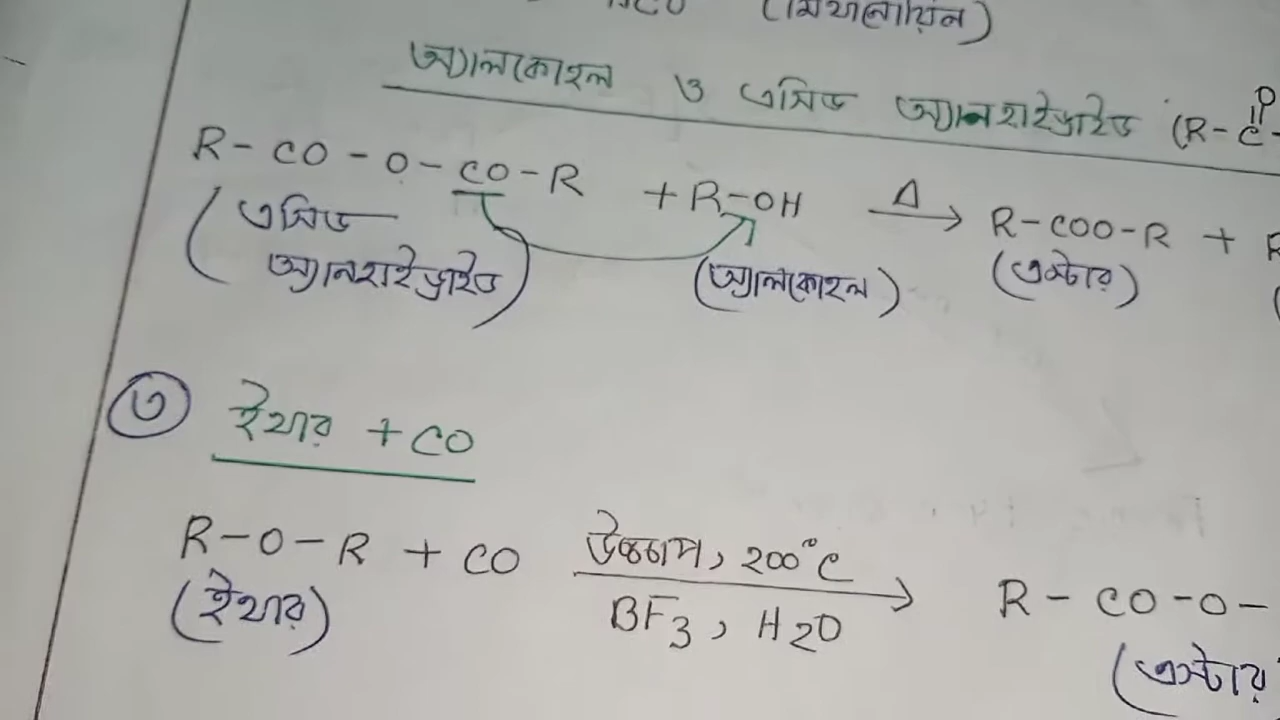 (মিথানোয়িন)
অ্যালকোহল ও এসিড অ্যানহাইড্রাইড (R-C-
O
R-CO-O-CO-R + R-OH Δ→ R-COO-R +
(এসিড অ্যানহাইড্রাইড) (অ্যালকোহল) (এস্টার)
৩ ইথার + CO
R-O-R + CO উচ্চচাপ, 200°C → R-CO-O-
BF3, H2O
(ইথার) (এস্টার